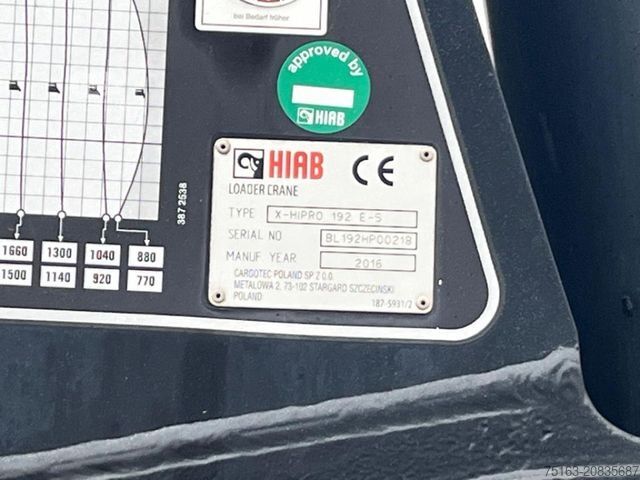 bei Bedarf früher
approved by
HIAB
387 2538
HIAB CE
LOADER CRANE
TYPE X-HIPRO 192 E-S
SERIAL NO BL192HP00218
MANUF YEAR 2016
CARGOTEC POLAND SP.Z O.O.
METALOWA 2, 73-102 STARGARD SZCZECINSKI
POLAND
187-5931/2
1660 1300 1040 880
1500 1140 920 770
75163-20835687